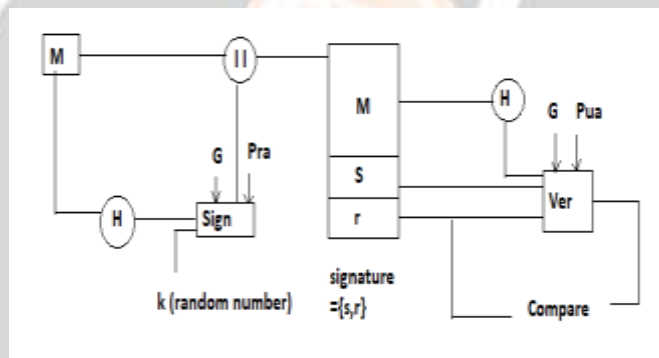 M
||
M
H
G
Pua
G
Pra
S
Ver
H
Sign
r
k (random number)
signature
={s,r}
Compare